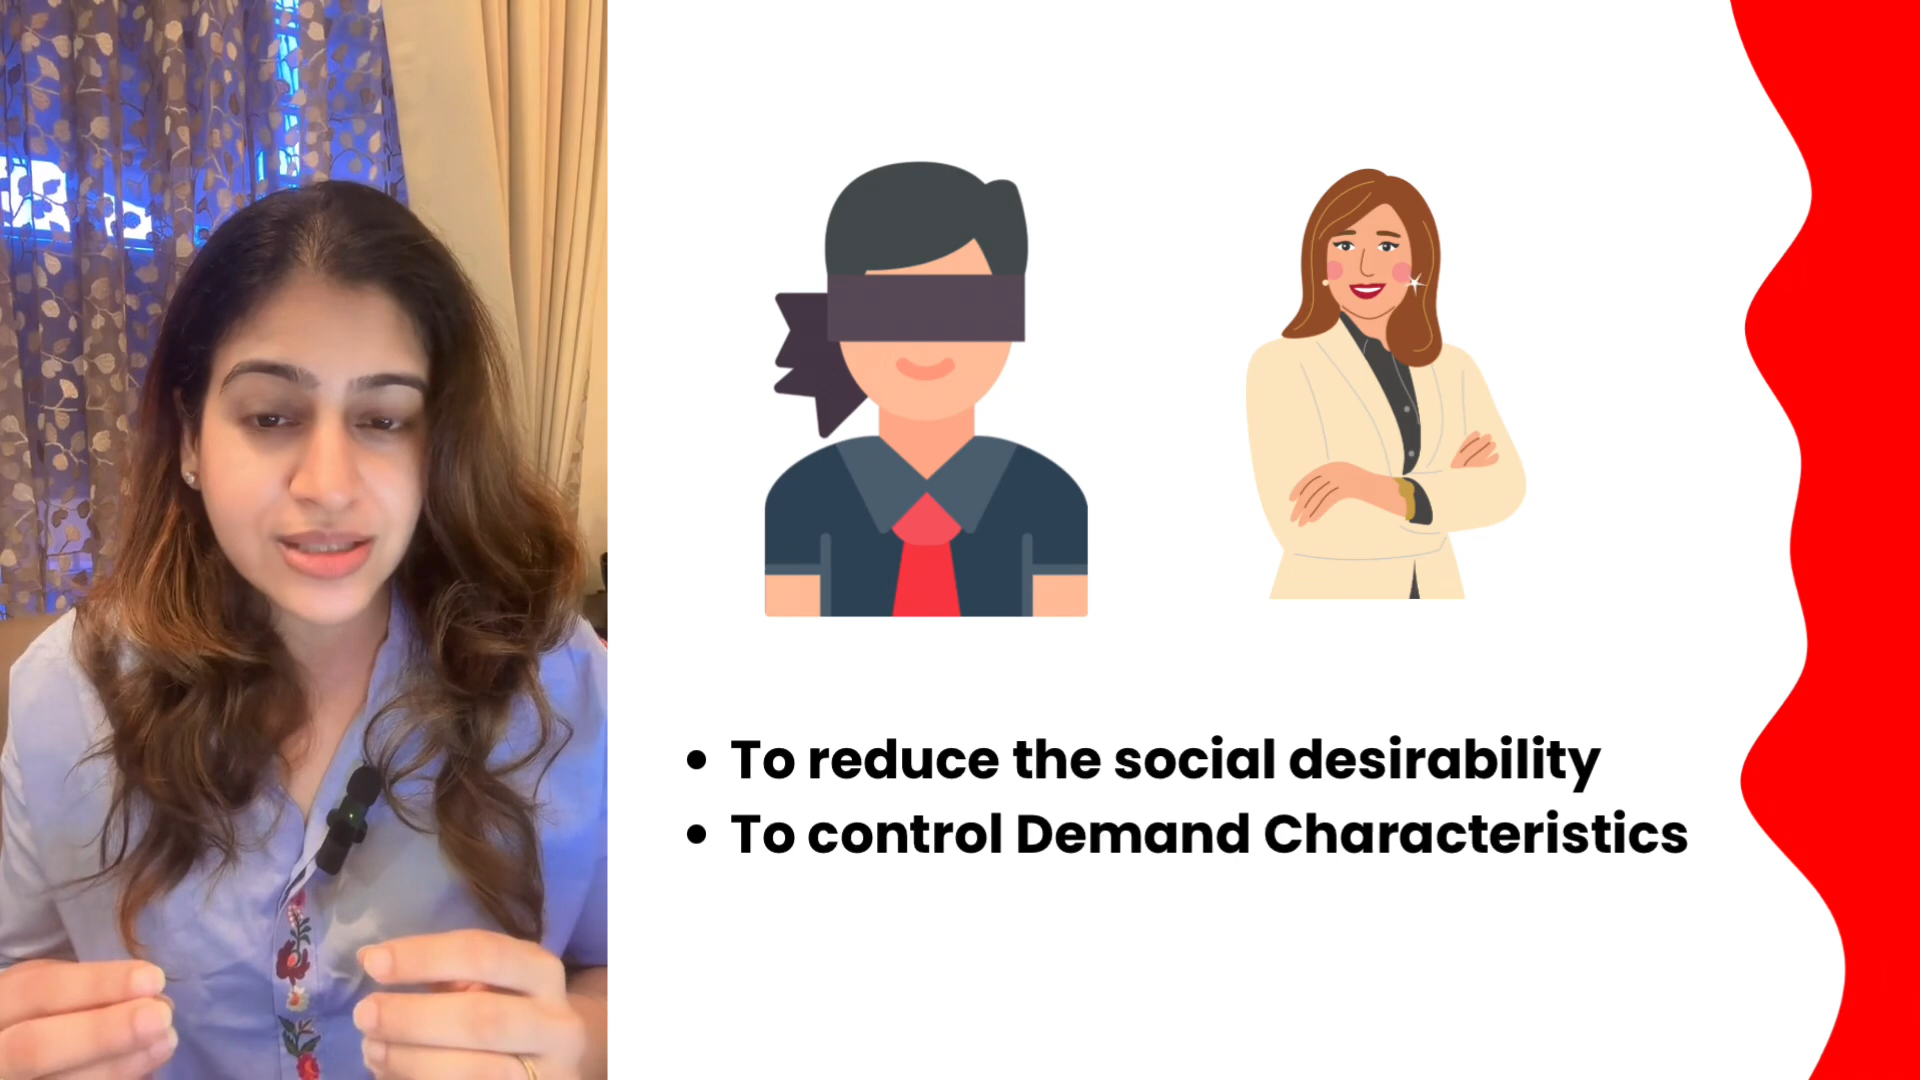 • To reduce the social desirability
• To control Demand Characteristics